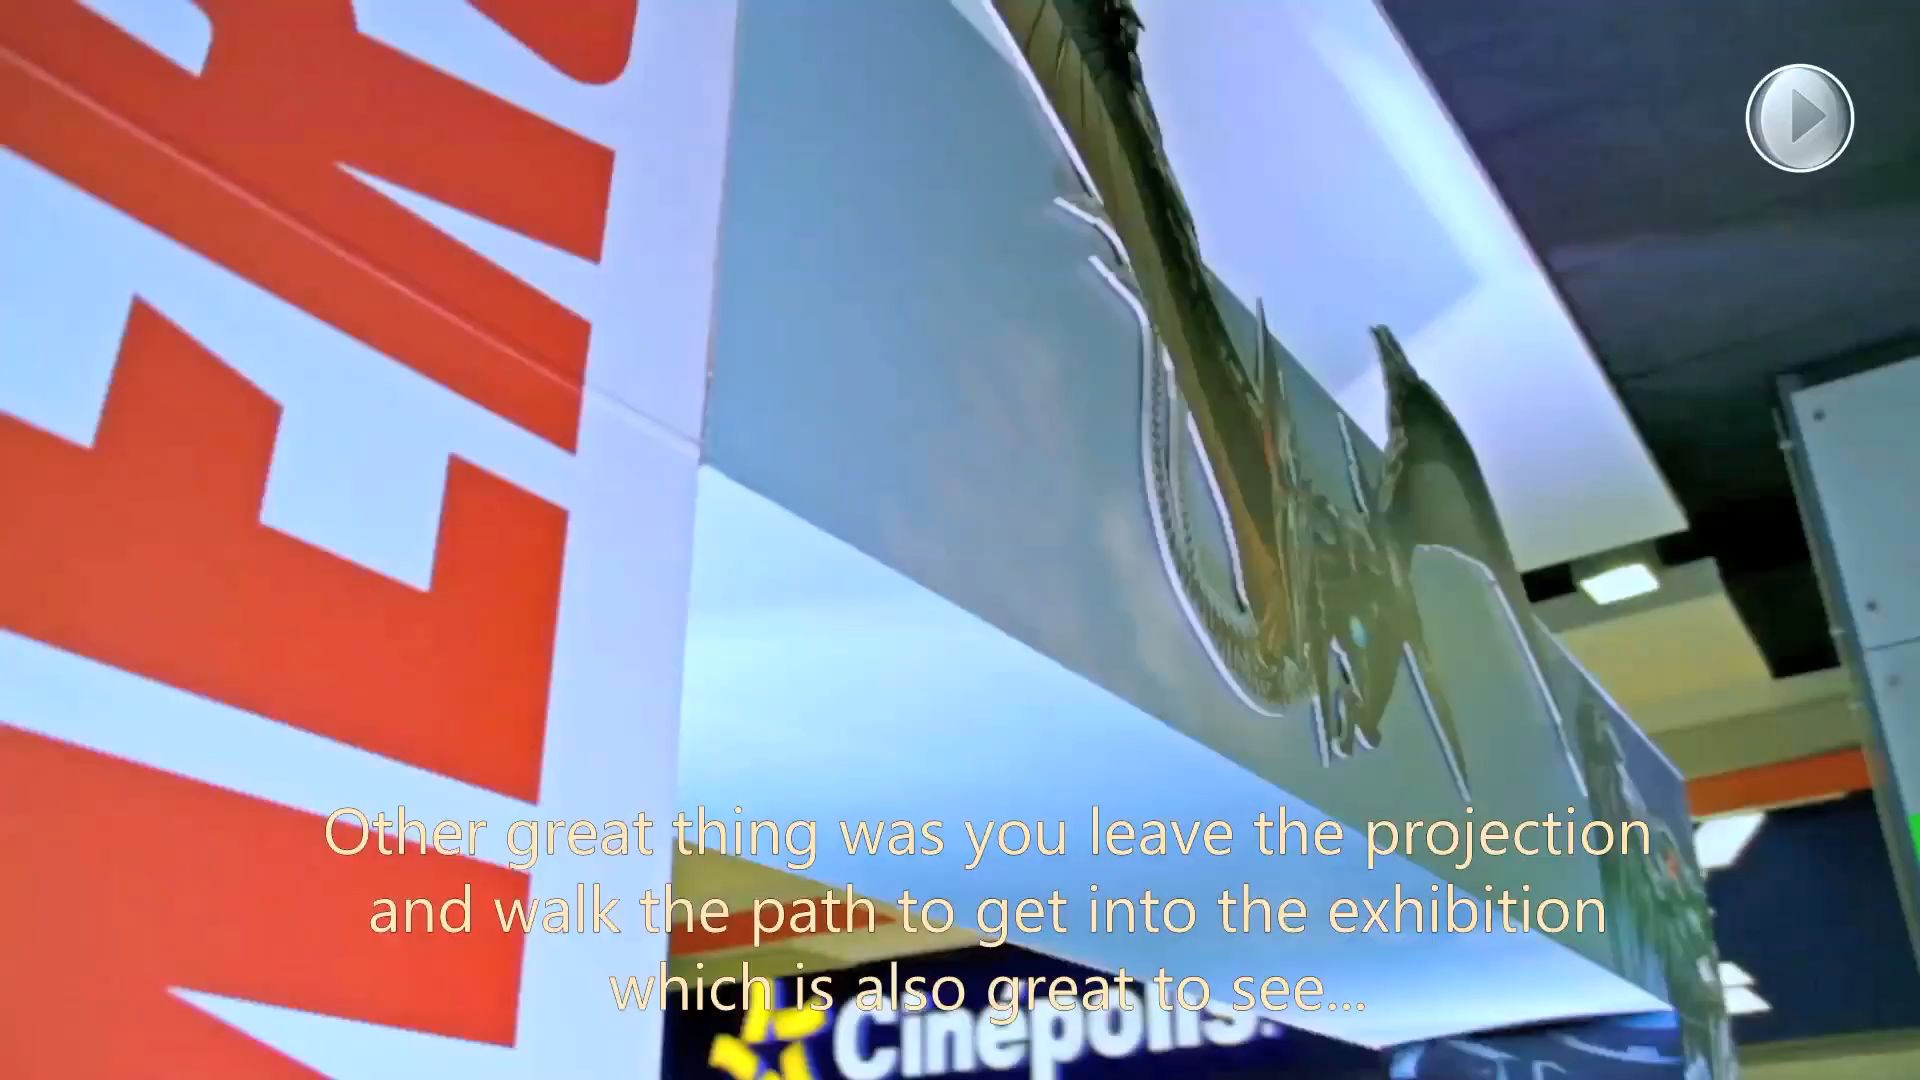 Other great thing was you leave the projection
and walk the path to get into the exhibition
which is also great to see...
Cinépolis.